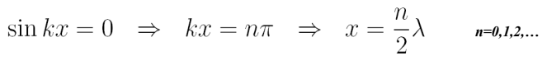 sin kx = 0 ⇒ kx = nπ ⇒ x = n/2 λ n=0,1,2,...